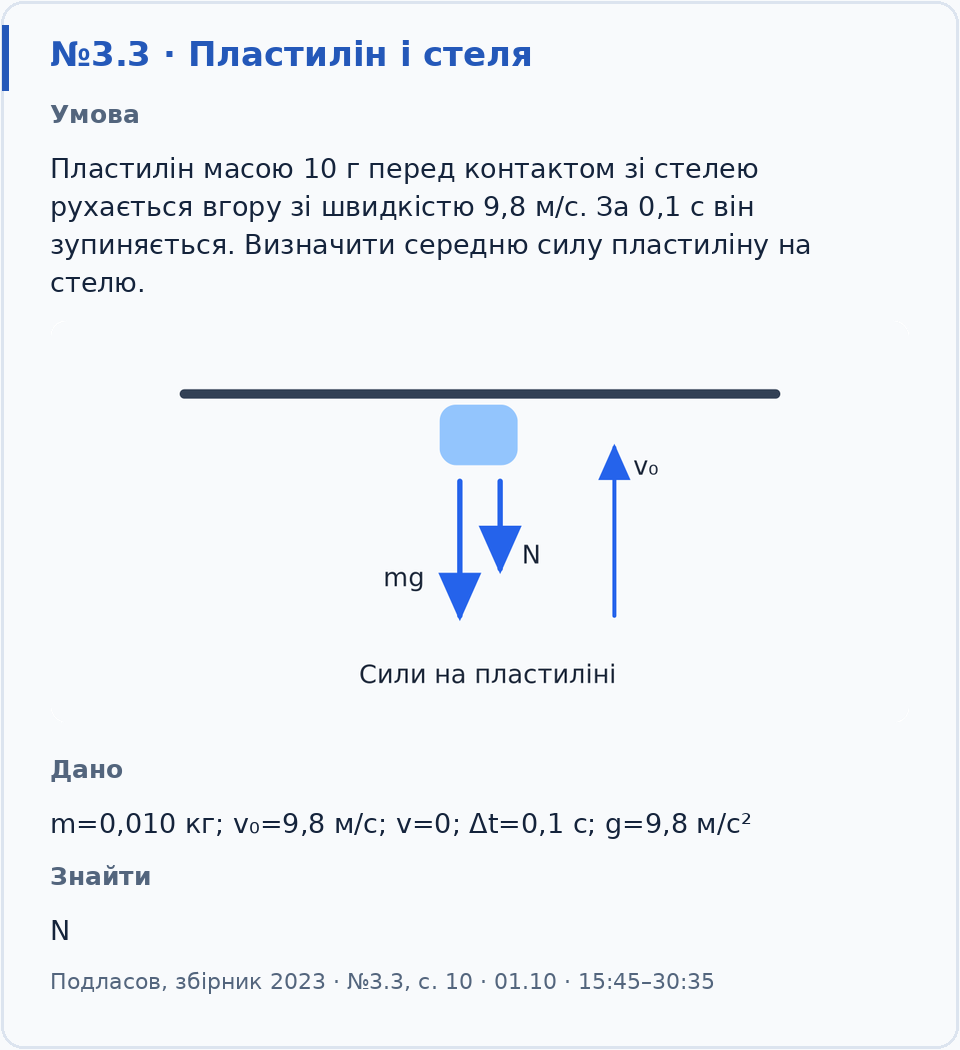 №3.3 · Пластилін і стеля
Умова
Пластилін масою 10 г перед контактом зі стелею
рухається вгору зі швидкістю 9,8 м/с. За 0,1 с він
зупиняється. Визначити середню силу пластиліну на
стелю.
v₀
N
mg
Сили на пластиліні
Дано
m=0,010 кг; v₀=9,8 м/с; v=0; Δt=0,1 с; g=9,8 м/с²
Знайти
N
Подласов, збірник 2023 · №3.3, с. 10 · 01.10 · 15:45–30:35